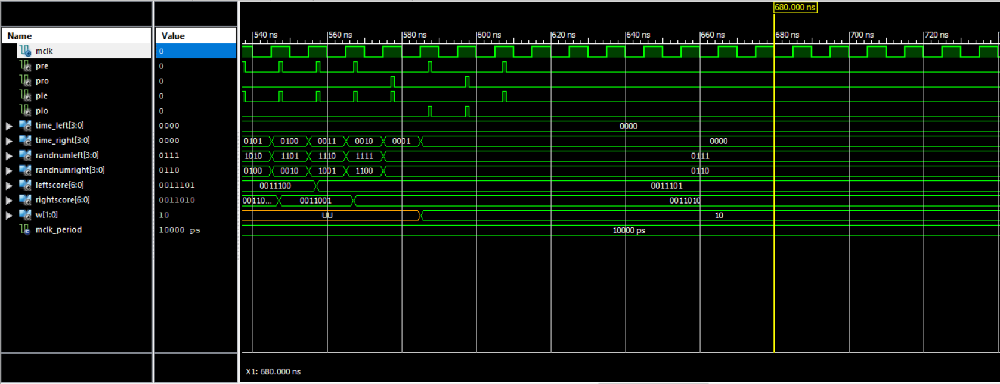 680.000 ns
Name Value
540 ns 560 ns 580 ns 600 ns 620 ns 640 ns 660 ns 680 ns 700 ns 720 ns
mclk 0
pre 0
pro 0
ple 0
plo 0
time_left[3:0] 0000 0000
time_right[3:0] 0000 0101 0100 0011 0010 0001 0000
randnumleft[3:0] 0111 1010 1101 1110 1111 0111
randnumright[3:0] 0110 0100 0010 1001 1100 0110
leftscore[6:0] 0011101 0011100 0011101
rightscore[6:0] 0011010 00110... 0011001 0011010
w[1:0] 10 UU 10
mclk_period 10000 ps 10000 ps
X1: 680.000 ns